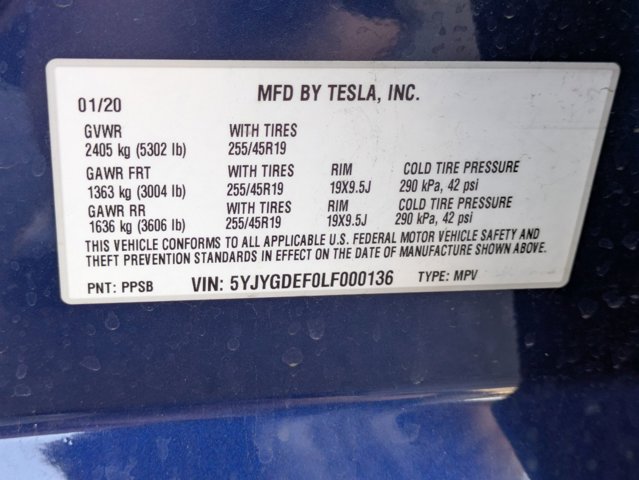 01/20 MFD BY TESLA, INC.
GVWR WITH TIRES
2405 kg (5302 lb) 255/45R19
GAWR FRT WITH TIRES RIM COLD TIRE PRESSURE
1363 kg (3004 lb) 255/45R19 19X9.5J 290 kPa, 42 psi
GAWR RR WITH TIRES RIM COLD TIRE PRESSURE
1636 kg (3606 lb) 255/45R19 19X9.5J 290 kPa, 42 psi
THIS VEHICLE CONFORMS TO ALL APPLICABLE U.S. FEDERAL MOTOR VEHICLE SAFETY AND
THEFT PREVENTION STANDARDS IN EFFECT ON THE DATE OF MANUFACTURE SHOWN ABOVE.
PNT: PPSB VIN: 5YJYGDEF0LF000136 TYPE: MPV